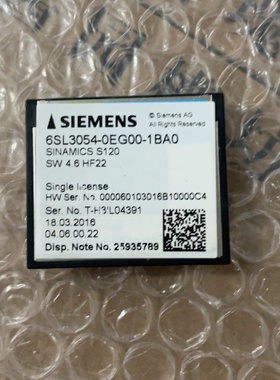 SIEMENS
© Siemens AG
All Rights Reserved
6SL3054-0EG00-1BA0
SINAMICS S120
SW 4.6 HF22
Single license
HW Ser. No. 000060103016B10000C4
Ser. No. T-H3IL04391
18.03.2016
04.06.00.22
Disp. Note No. 25935789